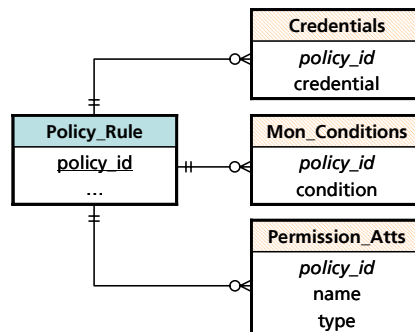 Credentials
policy_id
credential
Policy_Rule
policy_id
...
Mon_Conditions
policy_id
condition
Permission_Atts
policy_id
name
type